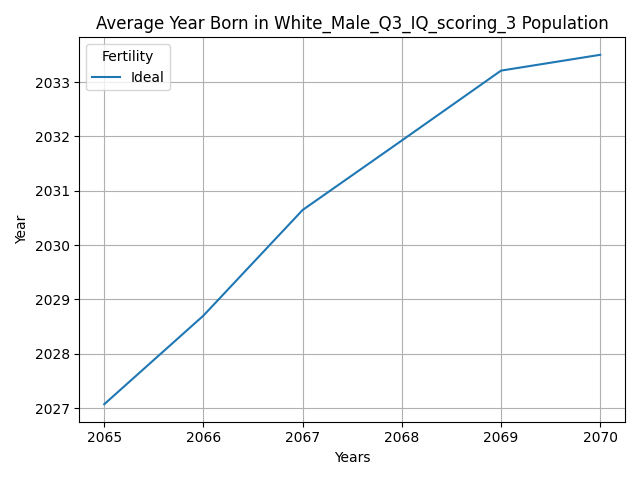 Average Year Born in White_Male_Q3_IQ_scoring_3 Population
Fertility
Ideal
2033
2032
2031
2030
2029
2028
2027
Year
2065 2066 2067 2068 2069 2070
Years